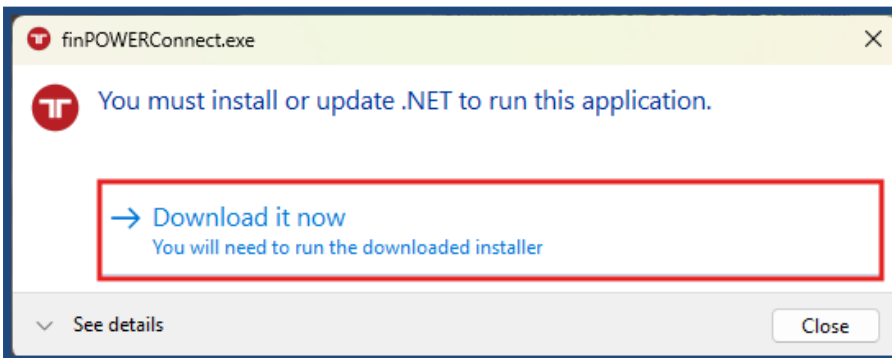 finPOWERConnect.exe
You must install or update .NET to run this application.
Download it now
You will need to run the downloaded installer
See details
Close